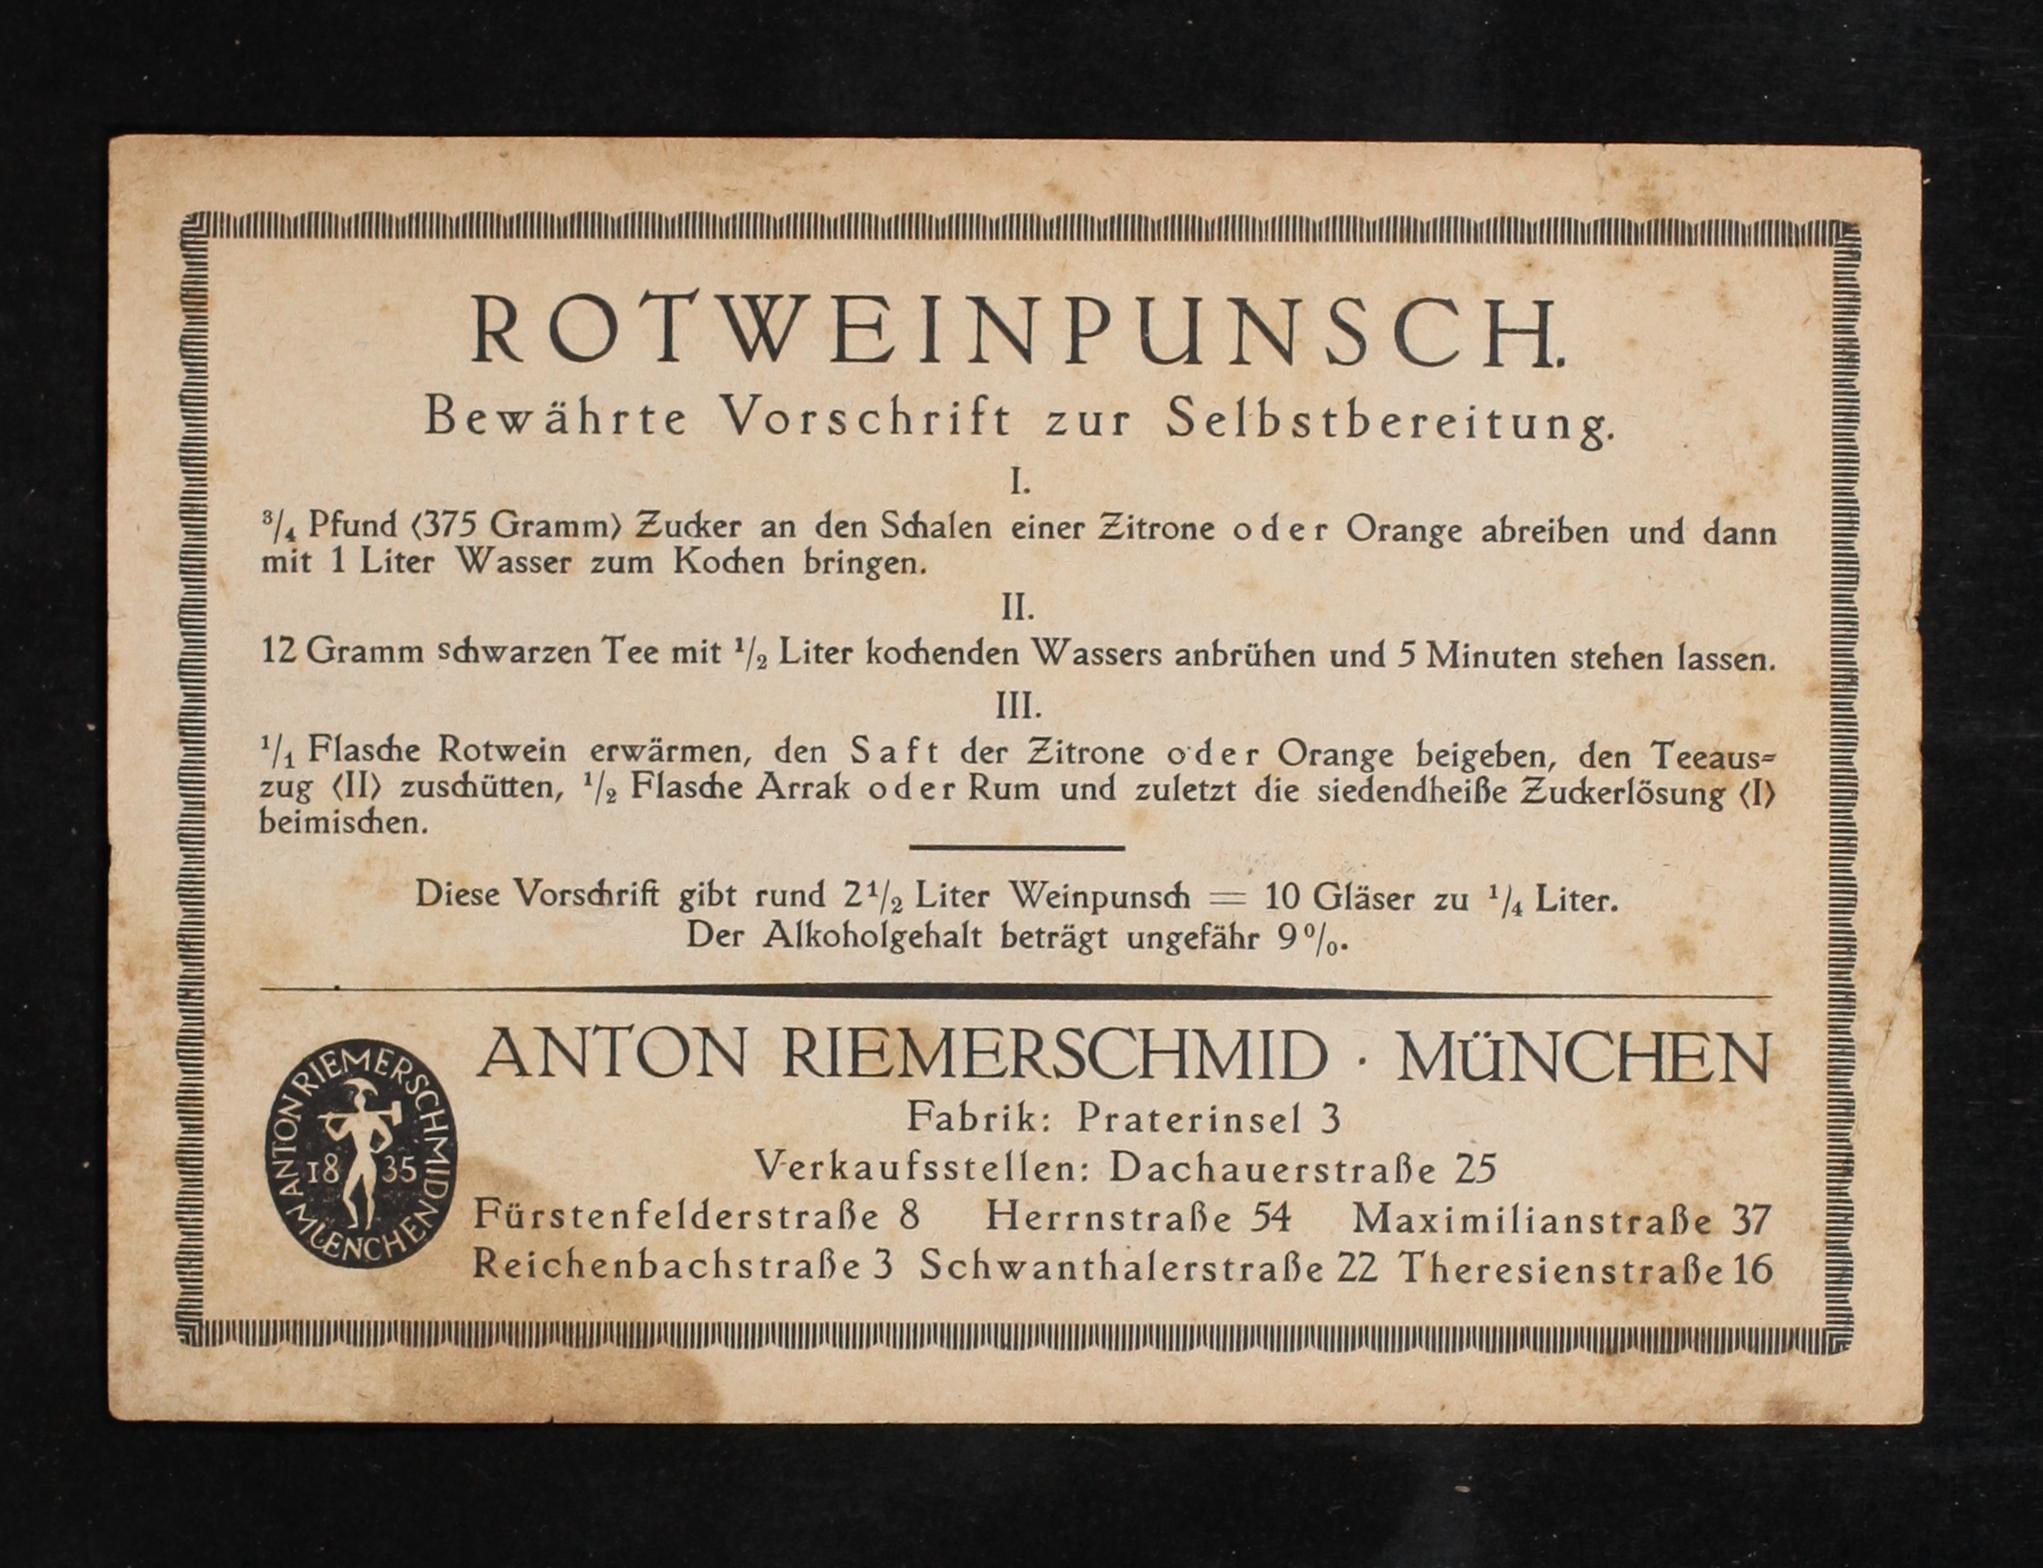 ROTWEINPUNSCH.
Bewährte Vorschrift zur Selbstbereitung.
I.
3/4 Pfund (375 Gramm) Zucker an den Schalen einer Zitrone oder Orange abreiben und dann
mit 1 Liter Wasser zum Kochen bringen.
II.
12 Gramm schwarzen Tee mit 1/2 Liter kochenden Wassers anbrühen und 5 Minuten stehen lassen.
III.
1/1 Flasche Rotwein erwärmen, den Saft der Zitrone oder Orange beigeben, den Teeaus=
zug (II) zuschütten, 1/2 Flasche Arrak oder Rum und zuletzt die siedendheiße Zuckerlösung (I)
beimischen.
Diese Vorschrift gibt rund 2 1/2 Liter Weinpunsch = 10 Gläser zu 1/4 Liter.
Der Alkoholgehalt beträgt ungefähr 9%.
ANTON RIEMERSCHMID · MÜNCHEN
Fabrik: Praterinsel 3
Verkaufsstellen: Dachauerstraße 25
Fürstenfelderstraße 8 Herrnstraße 54 Maximilianstraße 37
Reichenbachstraße 3 Schwanthalerstraße 22 Theresienstraße 16
ANTON RIEMERSCHMID
1835
MÜENCHEN